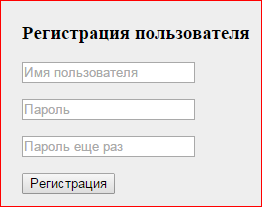 Регистрация пользователя
Имя пользователя
Пароль
Пароль еще раз
Регистрация